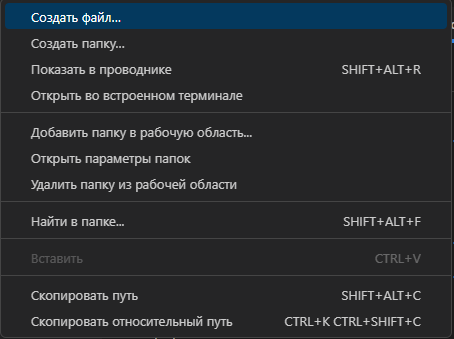 Создать файл...
Создать папку...
Показать в проводнике SHIFT+ALT+R
Открыть во встроенном терминале
Добавить папку в рабочую область...
Открыть параметры папок
Удалить папку из рабочей области
Найти в папке... SHIFT+ALT+F
Вставить CTRL+V
Скопировать путь SHIFT+ALT+C
Скопировать относительный путь CTRL+K CTRL+SHIFT+C